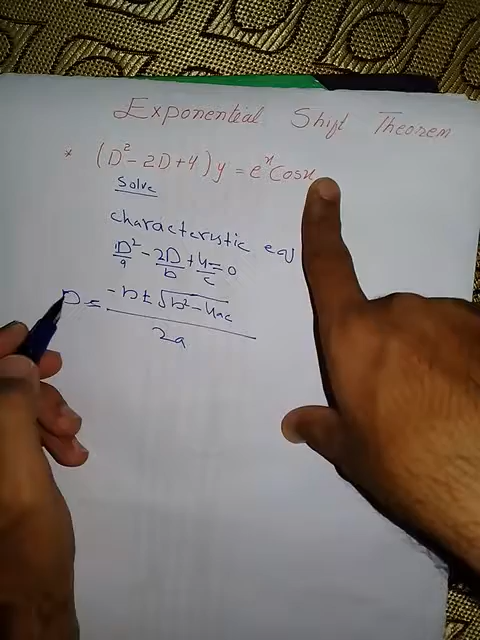 Exponential Shift Theorem
* (D² - 2D + 4) y = eˣ Cosx
Solve
characteristic eq
D² - 2D + 4 = 0
a b c
D = -b ± √b² - 4ac
2a